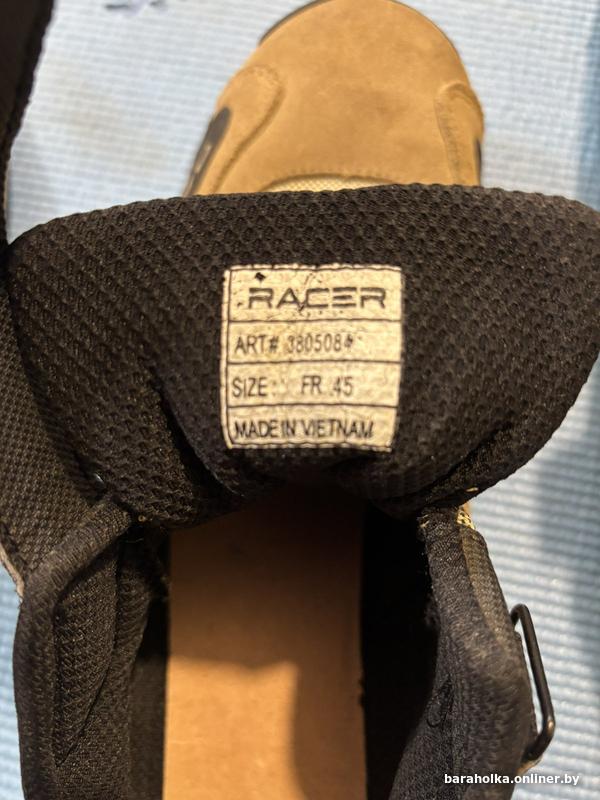 RACER
ART# 3805084
SIZE: FR 45
MADE IN VIETNAM
baraholka.onliner.by